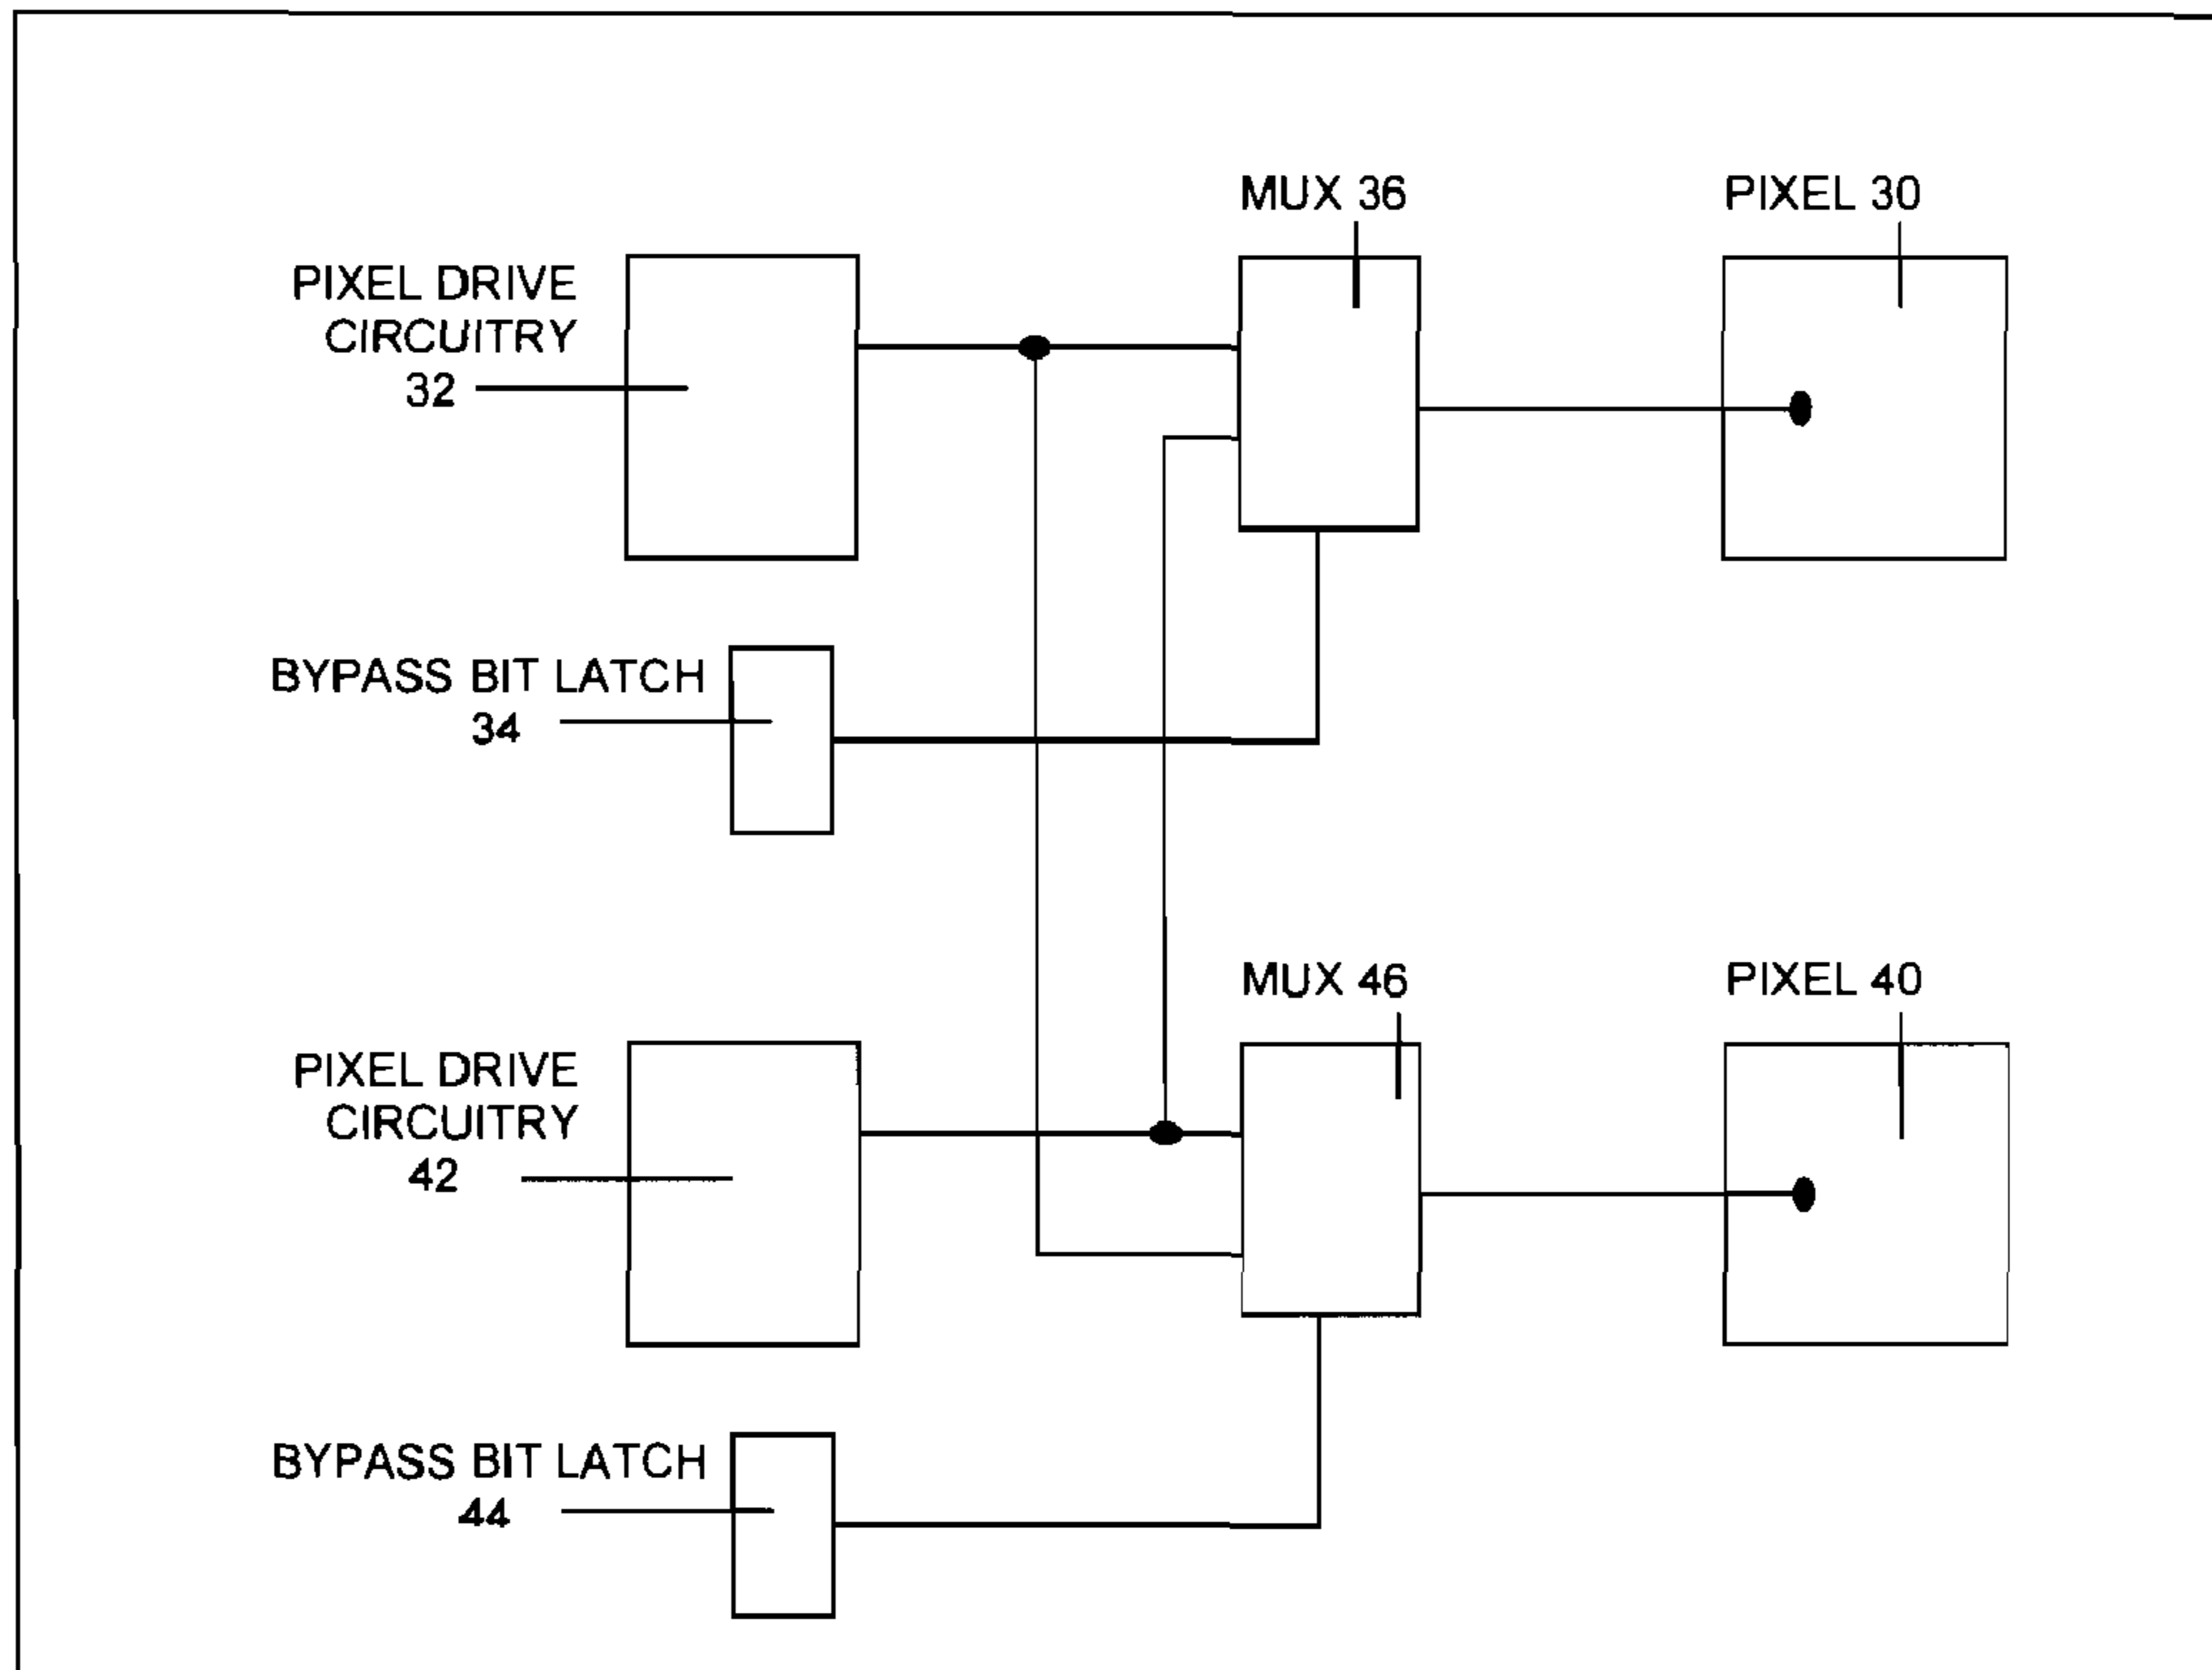 MUX 36
PIXEL 30
PIXEL DRIVE
CIRCUITRY
32
BYPASS BIT LATCH
34
MUX 46
PIXEL 40
PIXEL DRIVE
CIRCUITRY
42
BYPASS BIT LATCH
44